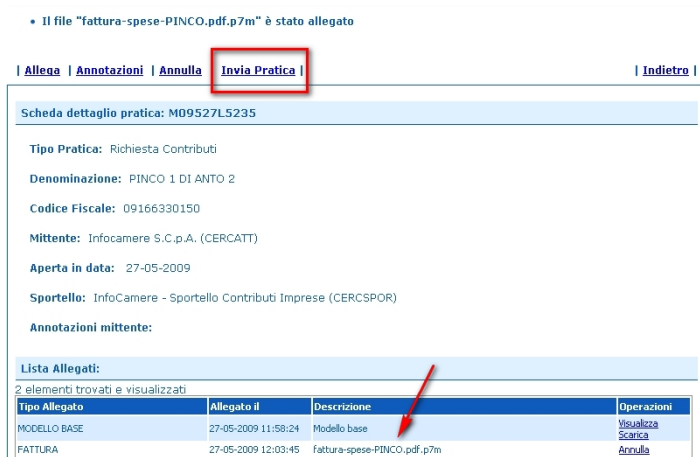 • Il file "fattura-spese-PINCO.pdf.p7m" è stato allegato
| Allega | Annotazioni | Annulla Invia Pratica | | Indietro |
Scheda dettaglio pratica: M09527L5235
Tipo Pratica: Richiesta Contributi
Denominazione: PINCO 1 DI ANTO 2
Codice Fiscale: 09166330150
Mittente: Infocamere S.C.p.A. (CERCATT)
Aperta in data: 27-05-2009
Sportello: InfoCamere - Sportello Contributi Imprese (CERCSPOR)
Annotazioni mittente:
Lista Allegati:
2 elementi trovati e visualizzati
Tipo Allegato Allegato il Descrizione Operazioni
MODELLO BASE 27-05-2009 11:58:24 Modello base Visualizza
Scarica
FATTURA 27-05-2009 12:03:45 fattura-spese-PINCO.pdf.p7m Annulla